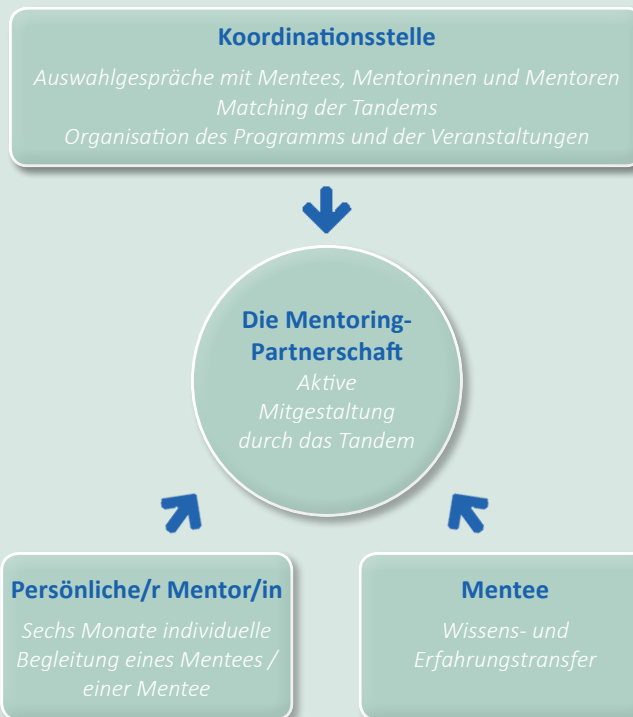 Koordinationsstelle
Auswahlgespräche mit Mentees, Mentorinnen und Mentoren
Matching der Tandems
Organisation des Programms und der Veranstaltungen
Die Mentoring-
Partnerschaft
Aktive
Mitgestaltung
durch das Tandem
Persönliche/r Mentor/in
Sechs Monate individuelle
Begleitung eines Mentees /
einer Mentee
Mentee
Wissens- und
Erfahrungstransfer